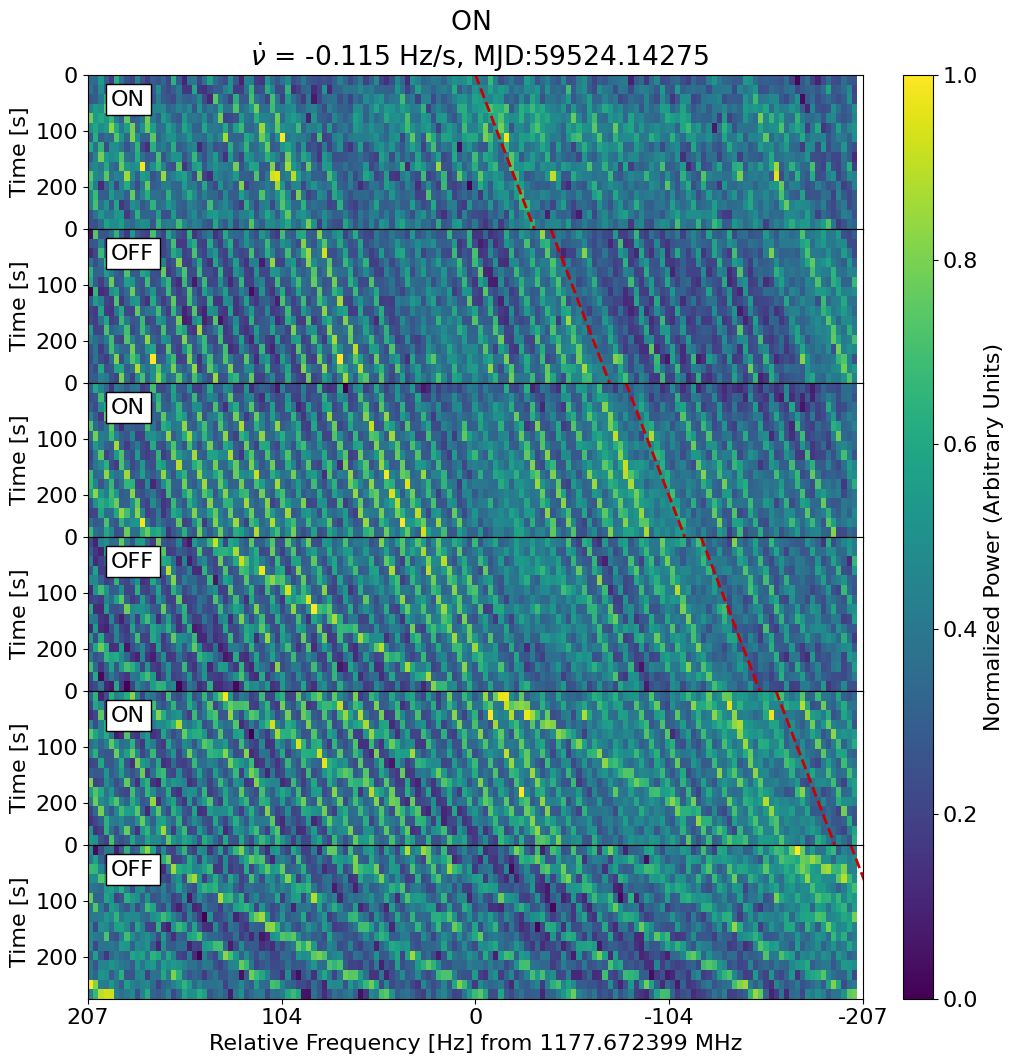 ON
ν̇ = -0.115 Hz/s, MJD:59524.14275
0
ON
100
Time [s]
200
0
OFF
100
Time [s]
200
0
ON
100
Time [s]
200
0
OFF
100
Time [s]
200
0
ON
100
Time [s]
200
0
OFF
100
Time [s]
200
207 104 0 -104 -207
Relative Frequency [Hz] from 1177.672399 MHz
1.0
0.8
0.6
0.4
0.2
0.0
Normalized Power (Arbitrary Units)